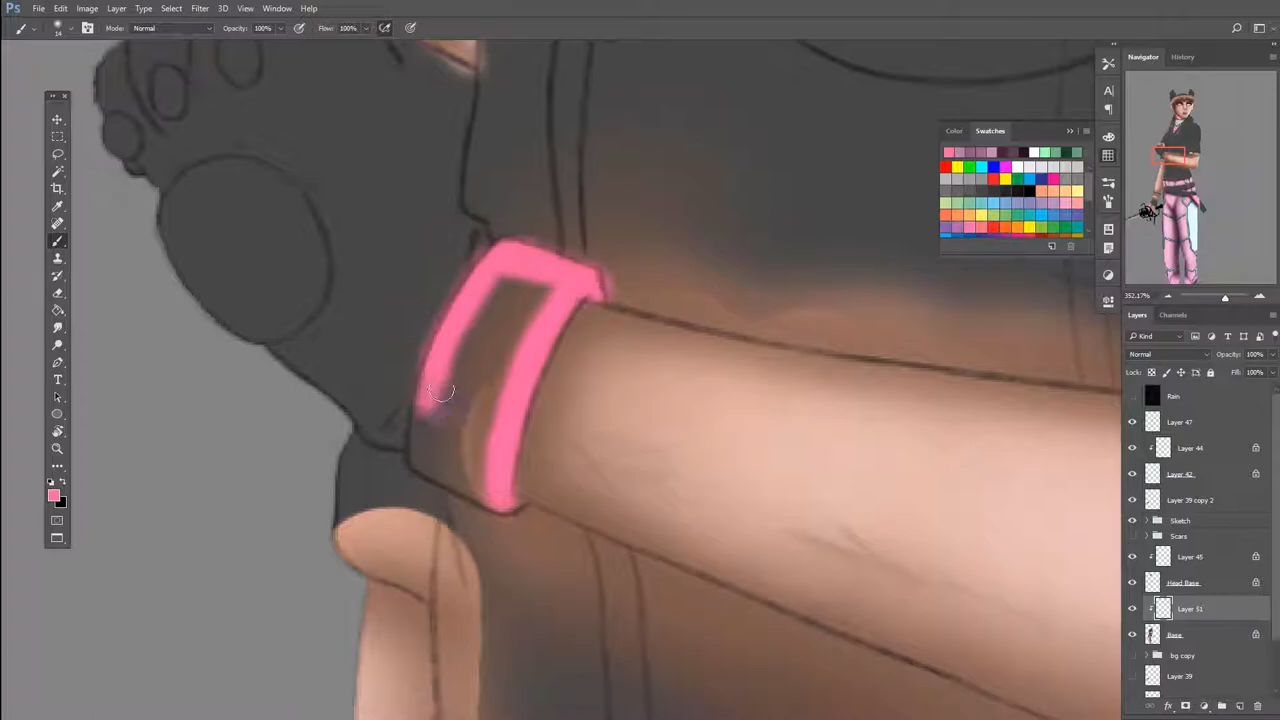 Ps File Edit Image Layer Type Select Filter 3D View Window Help
14 Mode: Normal Opacity: 100% Flow: 100%
Navigator History
Color Swatches
352.17%
Layers Channels
Kind
Normal Opacity: 100%
Lock: Fill: 100%
Rain
Layer 47
Layer 44
Layer 42
Layer 39 copy 2
Sketch
Scars
Layer 45
Head Base
Layer 51
Base
bg copy
Layer 39
fx